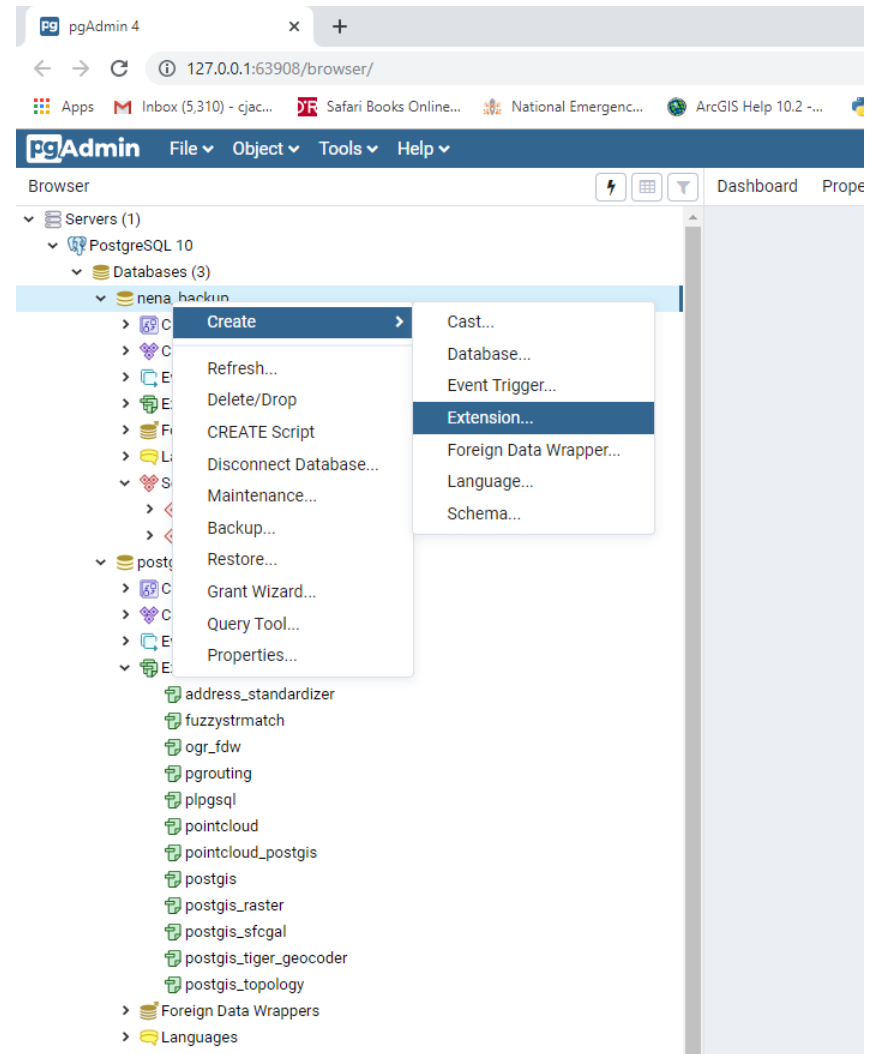 pgAdmin 4
127.0.0.1:63908/browser/
Apps Inbox (5,310) - cjac... Safari Books Online... National Emergenc... ArcGIS Help 10.2 -...
pgAdmin File Object Tools Help
Browser Dashboard Prope
Servers (1)
PostgreSQL 10
Databases (3)
nena_backup
C
C
E
E
F
La
S
Create
Refresh...
Delete/Drop
CREATE Script
Disconnect Database...
Maintenance...
Backup...
Restore...
Grant Wizard...
Query Tool...
Properties...
Cast...
Database...
Event Trigger...
Extension...
Foreign Data Wrapper...
Language...
Schema...
postg
C
C
E
E
address_standardizer
fuzzystrmatch
ogr_fdw
pgrouting
plpgsql
pointcloud
pointcloud_postgis
postgis
postgis_raster
postgis_sfcgal
postgis_tiger_geocoder
postgis_topology
Foreign Data Wrappers
Languages